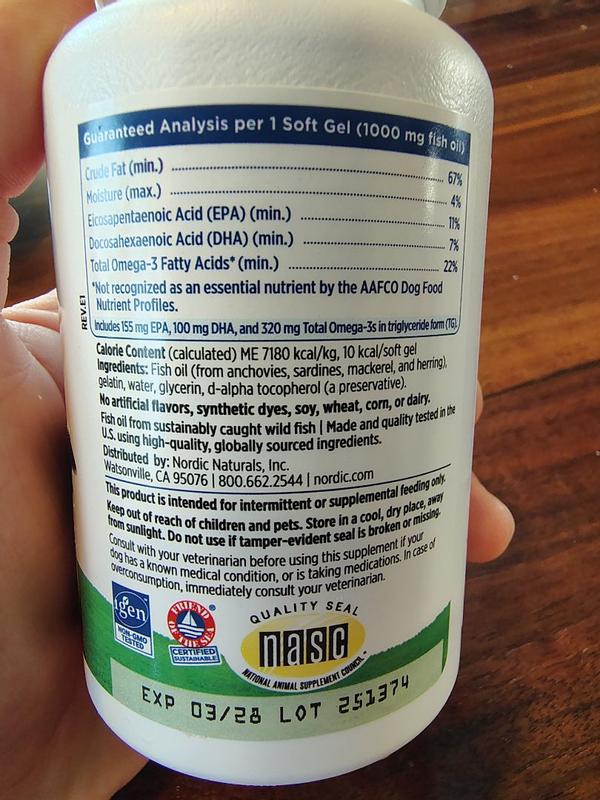 Guaranteed Analysis per 1 Soft Gel (1000 mg fish oil)
Crude Fat (min.) ........ 67%
Moisture (max.) ........ 4%
Eicosapentaenoic Acid (EPA) (min.) ........ 11%
Docosahexaenoic Acid (DHA) (min.) ........ 7%
Total Omega-3 Fatty Acids* (min.) ........ 22%
*Not recognized as an essential nutrient by the AAFCO Dog Food
Nutrient Profiles.
Includes 155 mg EPA, 100 mg DHA, and 320 mg Total Omega-3s in triglyceride form (TG).
REV.E1
Calorie Content (calculated) ME 7180 kcal/kg, 10 kcal/soft gel
Ingredients: Fish oil (from anchovies, sardines, mackerel, and herring),
gelatin, water, glycerin, d-alpha tocopherol (a preservative).
No artificial flavors, synthetic dyes, soy, wheat, corn, or dairy.
Fish oil from sustainably caught wild fish | Made and quality tested in the
U.S. using high-quality, globally sourced ingredients.
Distributed by: Nordic Naturals, Inc.
Watsonville, CA 95076 | 800.662.2544 | nordic.com
This product is intended for intermittent or supplemental feeding only.
Keep out of reach of children and pets. Store in a cool, dry place, away
from sunlight. Do not use if tamper-evident seal is broken or missing.
Consult with your veterinarian before using this supplement if your
dog has a known medical condition, or is taking medications. In case of
overconsumption, immediately consult your veterinarian.
igen
NON-GMO
TESTED
FRIEND
OF THE SEA
®
CERTIFIED
SUSTAINABLE
QUALITY SEAL
nasc
NATIONAL ANIMAL SUPPLEMENT COUNCIL™
EXP 03/28 LOT 251374